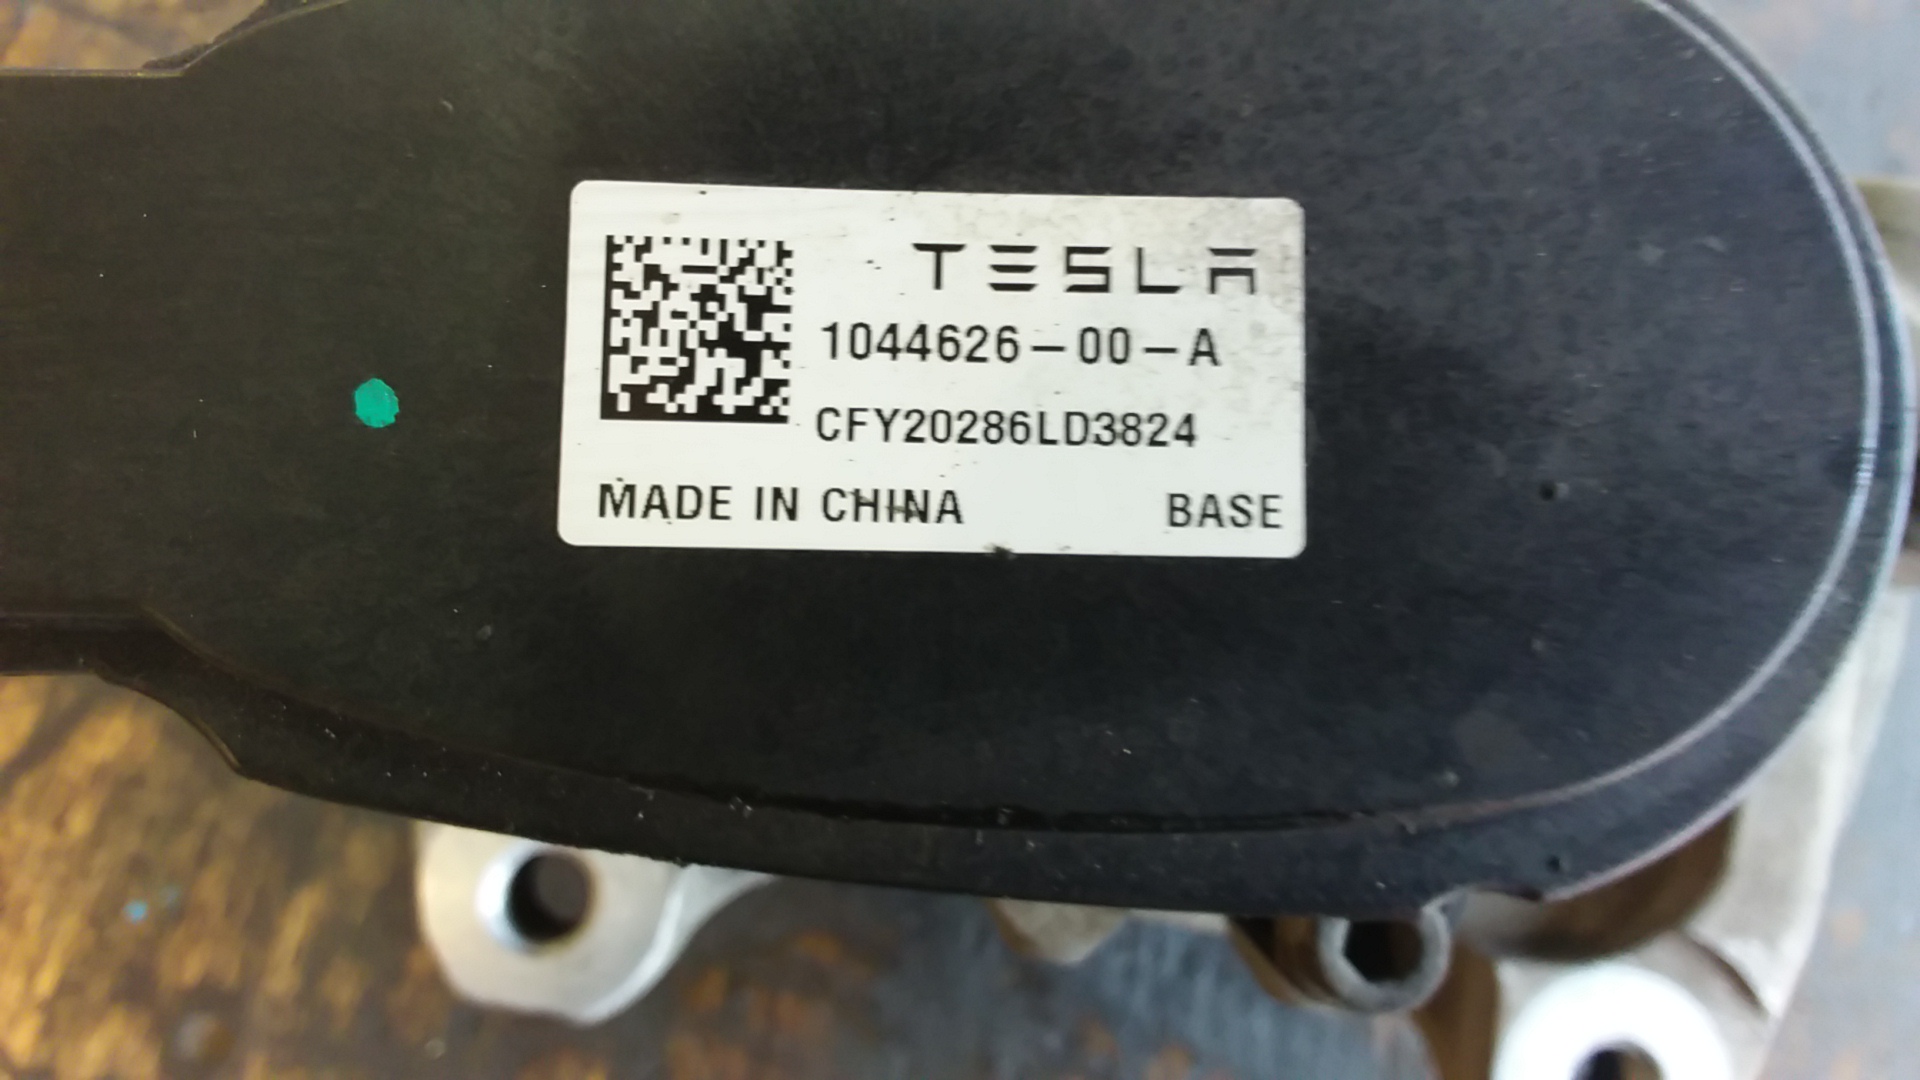 TESLA
1044626-00-A
CFY20286LD3824
MADE IN CHINA BASE